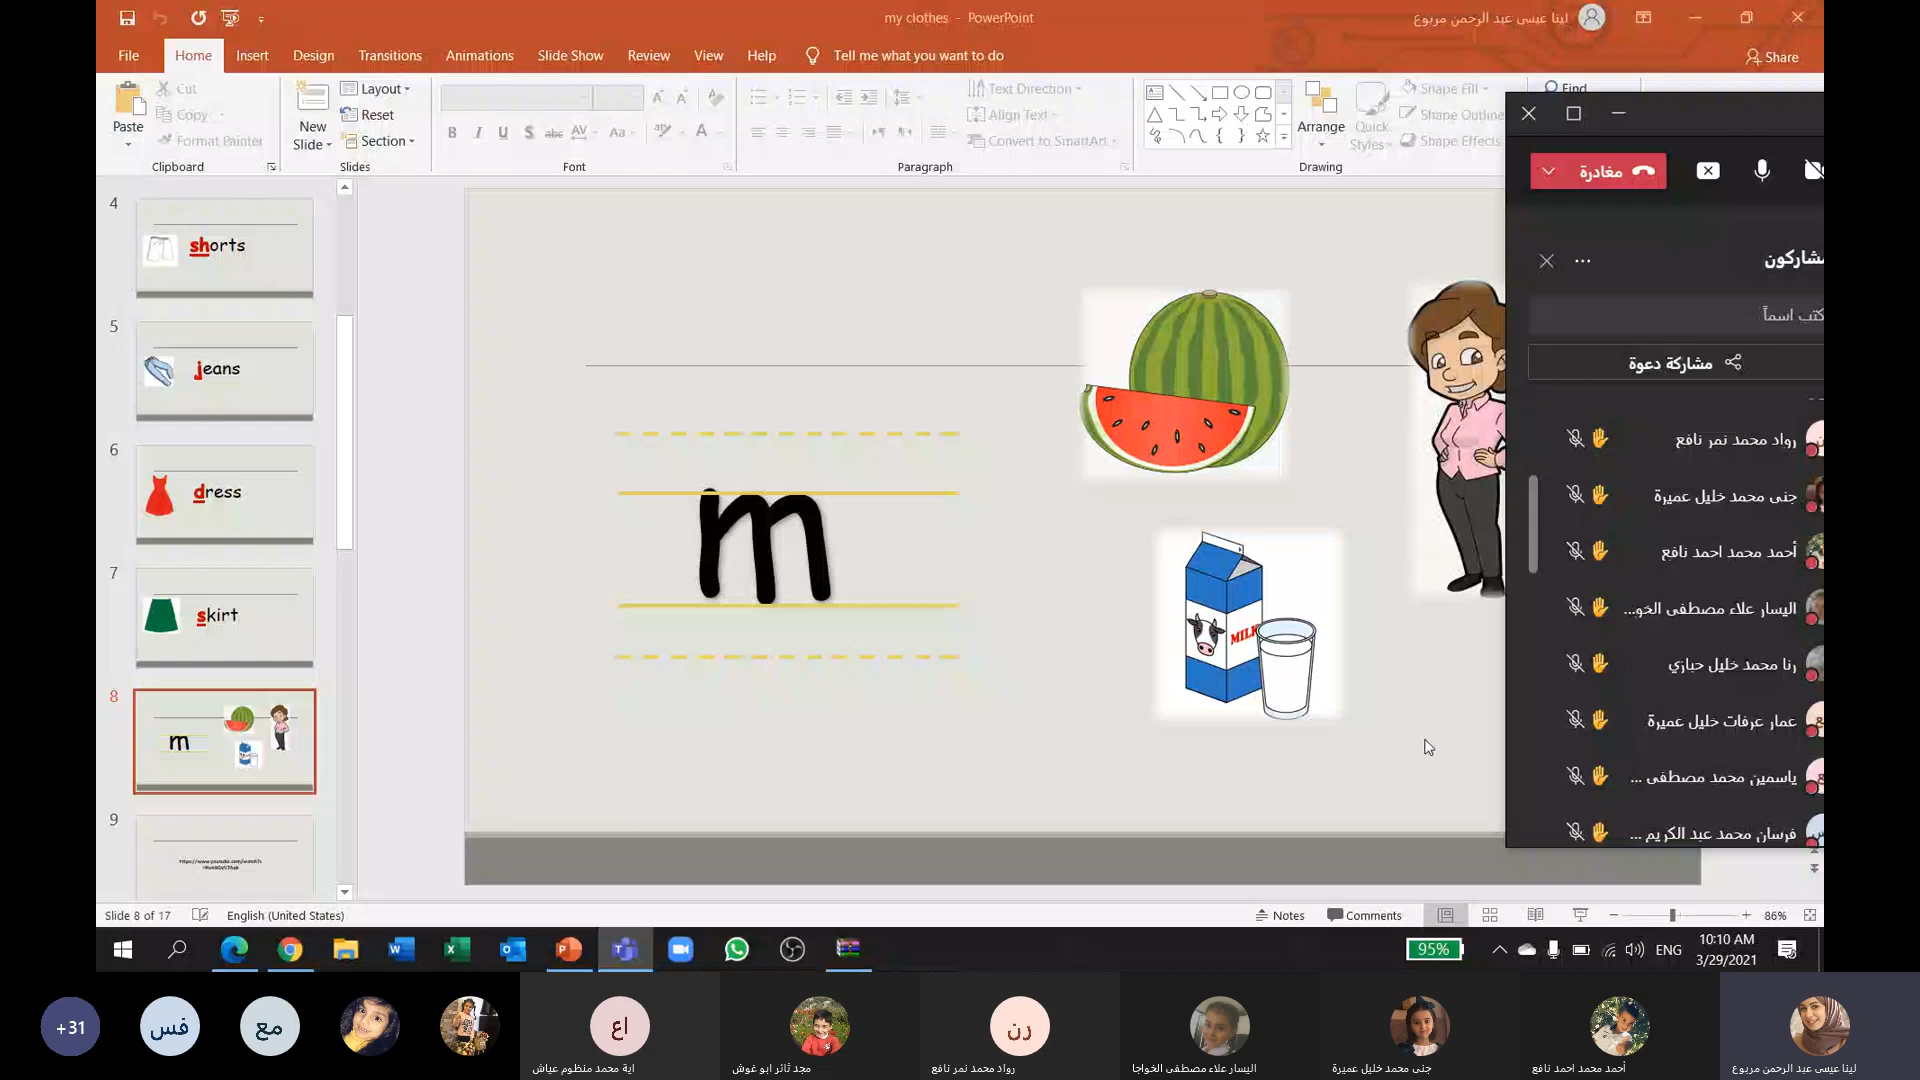 my clothes - PowerPoint
لينا عيسى عبد الرحمن مربوع
File Home Insert Design Transitions Animations Slide Show Review View Help Tell me what you want to do
Share
Paste
Cut
Copy
Format Painter
Clipboard
New Slide
Layout
Reset
Section
Slides
Font
Text Direction
Align Text
Convert to SmartArt
Paragraph
Arrange
Quick Styles
Shape Fill
Shape Outline
Shape Effects
Drawing
Find
4
shorts
5
jeans
6
dress
7
skirt
8
m
9
m
MILK
مغادرة
مشاركون
كتب اسماً
مشاركة دعوة
رواد محمد نمر نافع
جنى محمد خليل عميرة
أحمد محمد احمد نافع
اليسار علاء مصطفى الخو...
رنا محمد خليل حبازي
عمار عرفات خليل عميرة
ياسمين محمد مصطفى ...
فرسان محمد عبد الكريم ...
Slide 8 of 17
English (United States)
Notes
Comments
86%
95%
ENG
10:10 AM
3/29/2021
+31
فس
مع
اع
اية محمد منظوم عياش
مجد ثائر ابو غوش
رن
رواد محمد نمر نافع
اليسار علاء مصطفى الخواجا
جنى محمد خليل عميرة
أحمد محمد احمد نافع
لينا عيسى عبد الرحمن مربوع